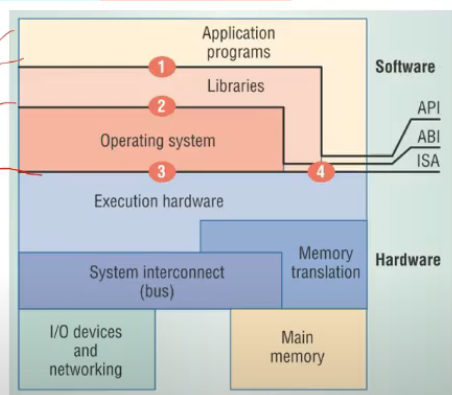 Application
programs
1
Software
Libraries
API
2
ABI
Operating system
ISA
3
4
Execution hardware
Memory
translation
Hardware
System interconnect
(bus)
I/O devices
and
networking
Main
memory